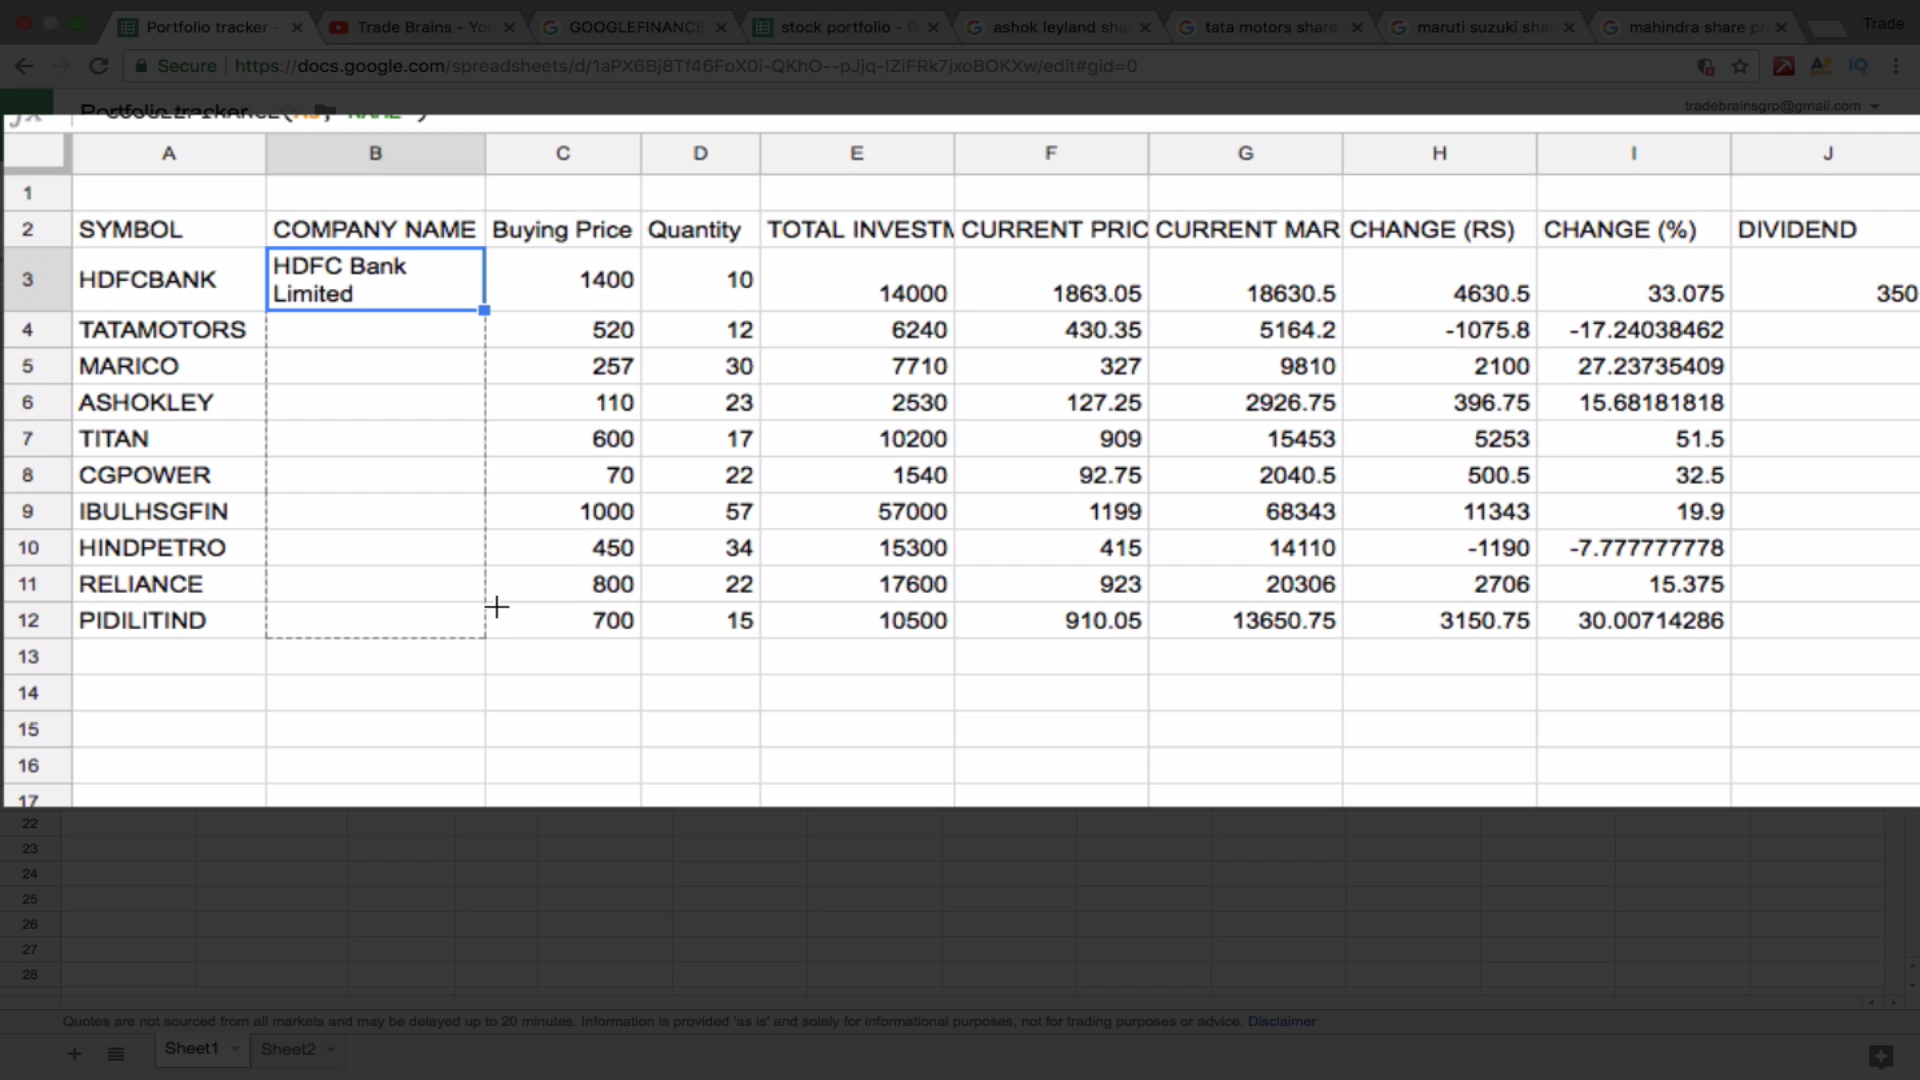 Portfolio tracker -
Trade Brains - You
GOOGLEFINANCE
stock portfolio - G
ashok leyland sha
tata motors share
maruti suzuki shar
mahindra share pr
Trade
Secure https://docs.google.com/spreadsheets/d/1aPX6Bj8Tf46FoX0i-QKhO--pJjq-lZiFRk7jxoBOKXw/edit#gid=0
Portfolio tracker
tradebrainsgrp@gmail.com
A B C D E F G H I J
1
2 SYMBOL COMPANY NAME Buying Price Quantity TOTAL INVESTM CURRENT PRIC CURRENT MAR CHANGE (RS) CHANGE (%) DIVIDEND
3 HDFCBANK HDFC Bank Limited 1400 10 14000 1863.05 18630.5 4630.5 33.075 350
4 TATAMOTORS 520 12 6240 430.35 5164.2 -1075.8 -17.24038462
5 MARICO 257 30 7710 327 9810 2100 27.23735409
6 ASHOKLEY 110 23 2530 127.25 2926.75 396.75 15.68181818
7 TITAN 600 17 10200 909 15453 5253 51.5
8 CGPOWER 70 22 1540 92.75 2040.5 500.5 32.5
9 IBULHSGFIN 1000 57 57000 1199 68343 11343 19.9
10 HINDPETRO 450 34 15300 415 14110 -1190 -7.777777778
11 RELIANCE 800 22 17600 923 20306 2706 15.375
12 PIDILITIND 700 15 10500 910.05 13650.75 3150.75 30.00714286
13
14
15
16
17
22
23
24
25
26
27
28
Quotes are not sourced from all markets and may be delayed up to 20 minutes. Information is provided 'as is' and solely for informational purposes, not for trading purposes or advice. Disclaimer
Sheet1 Sheet2